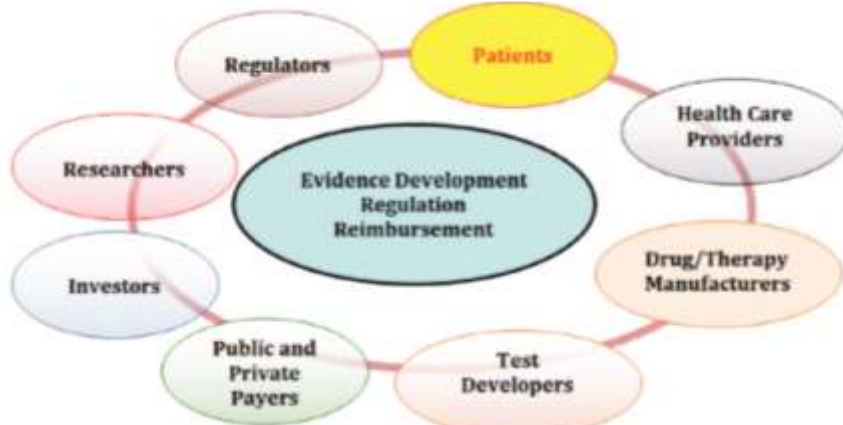 Regulators
Patients
Health Care
Providers
Researchers
Evidence Development
Regulation
Reimbursement
Drug/Therapy
Manufacturers
Investors
Public and
Private
Payers
Test
Developers